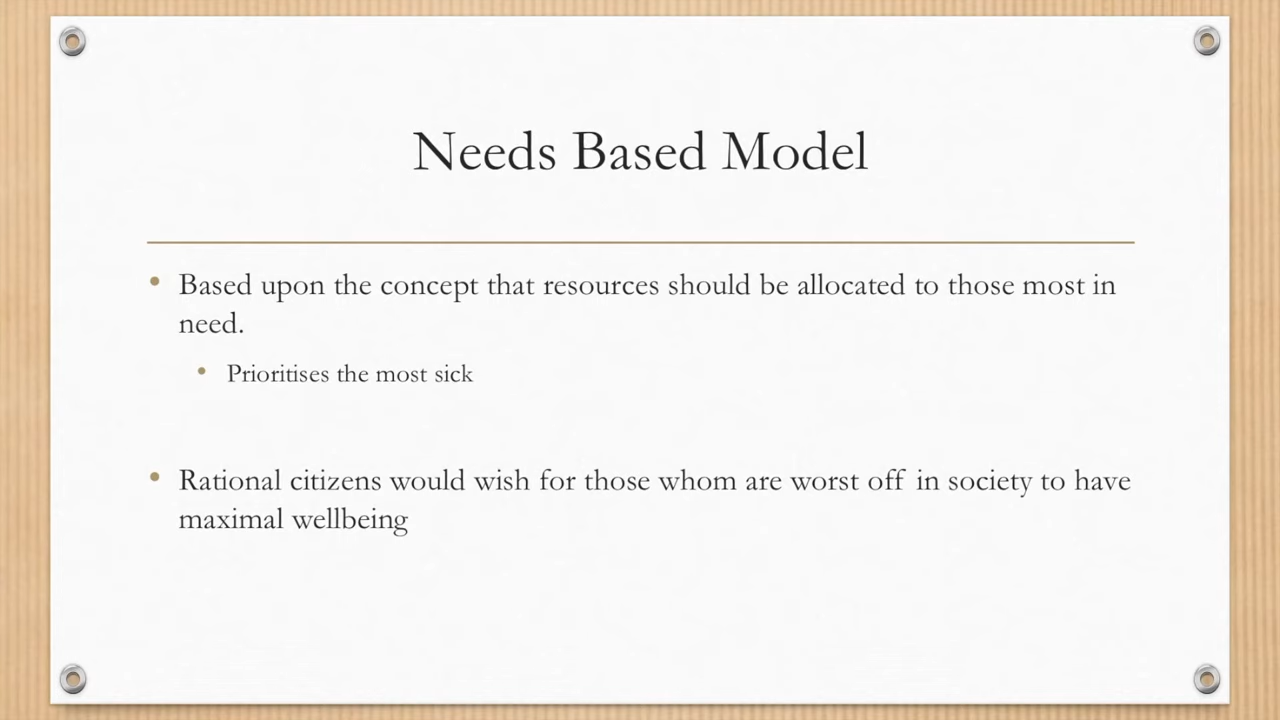 Needs Based Model
• Based upon the concept that resources should be allocated to those most in
need.
• Prioritises the most sick
• Rational citizens would wish for those whom are worst off in society to have
maximal wellbeing